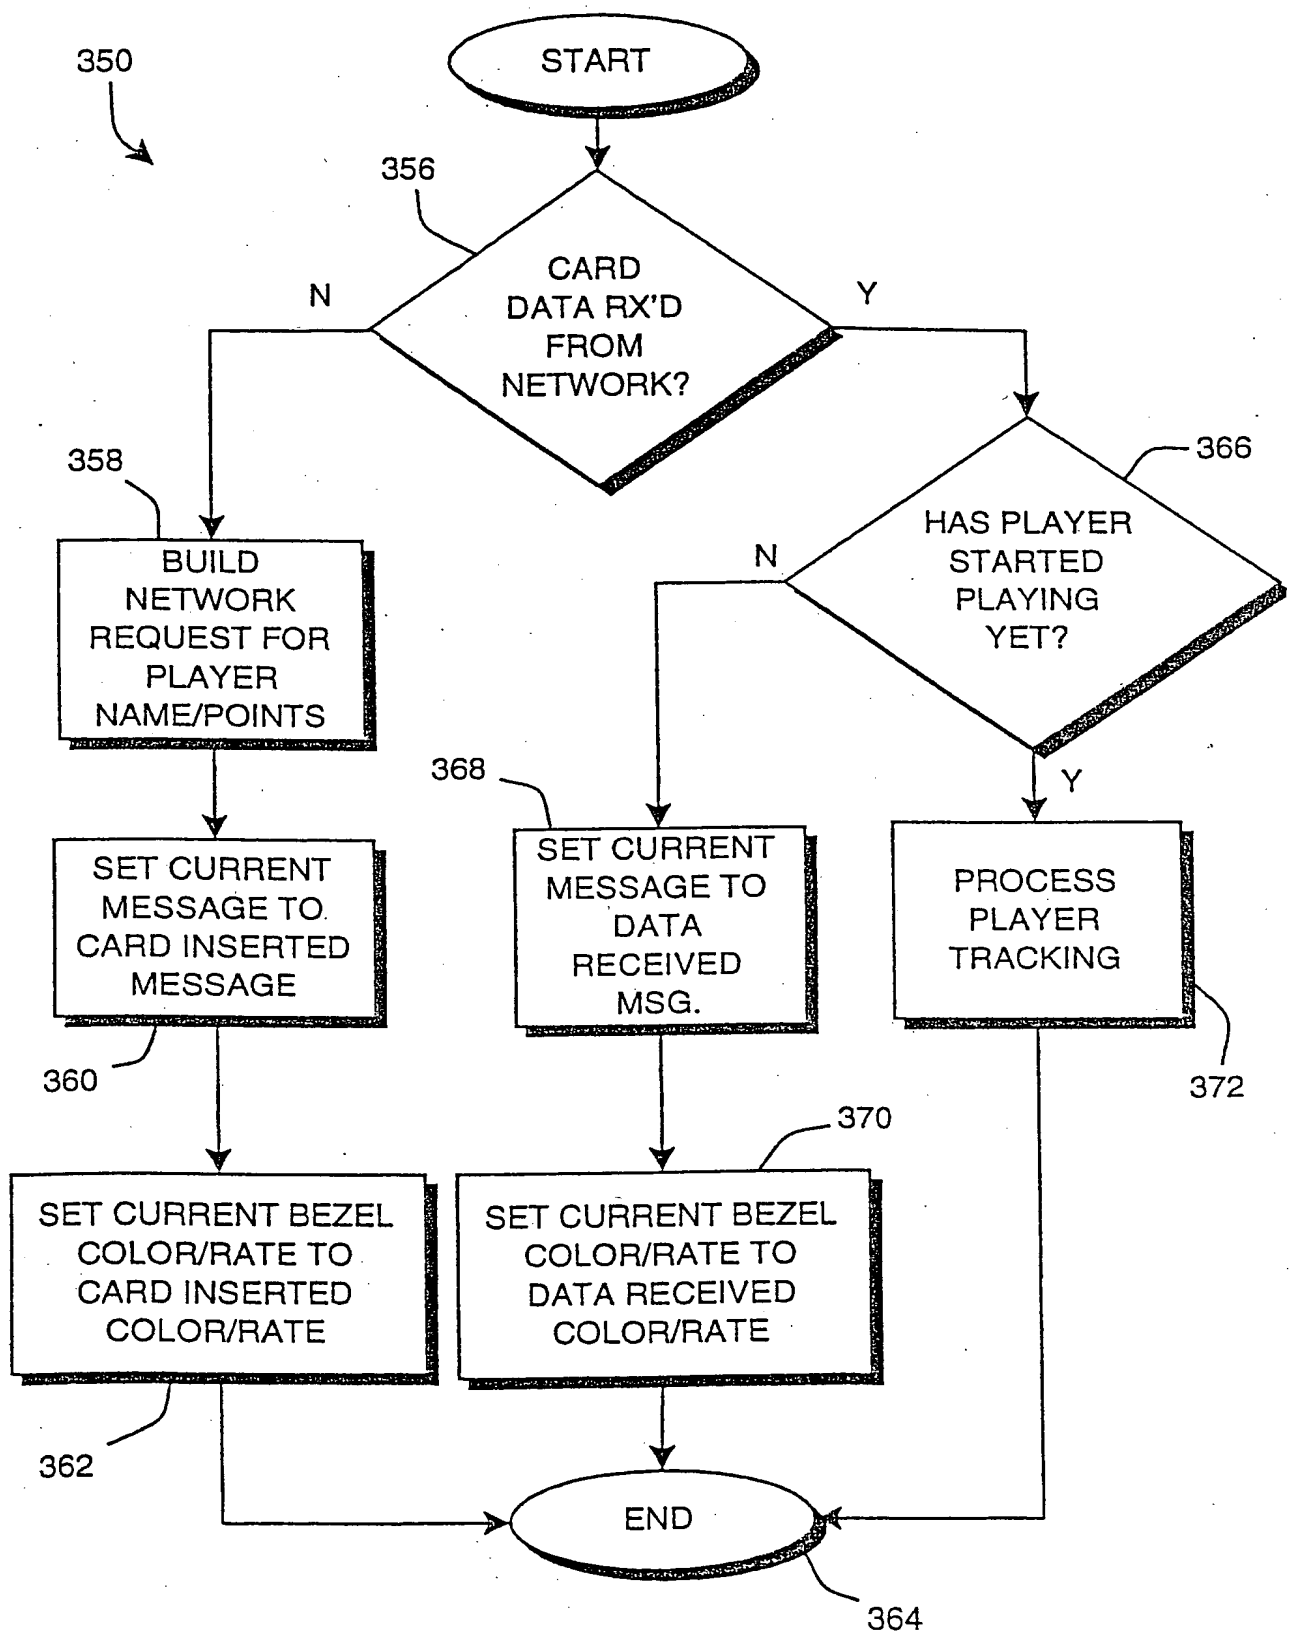 START
350
356
CARD
DATA RX'D
FROM
NETWORK?
N
Y
358
366
BUILD
NETWORK
REQUEST FOR
PLAYER
NAME/POINTS
HAS PLAYER
STARTED
PLAYING
YET?
N
Y
368
SET CURRENT
MESSAGE TO
CARD INSERTED
MESSAGE
SET CURRENT
MESSAGE TO
DATA
RECEIVED
MSG.
PROCESS
PLAYER
TRACKING
360
372
370
SET CURRENT BEZEL
COLOR/RATE TO
CARD INSERTED
COLOR/RATE
SET CURRENT BEZEL
COLOR/RATE TO
DATA RECEIVED
COLOR/RATE
362
END
364